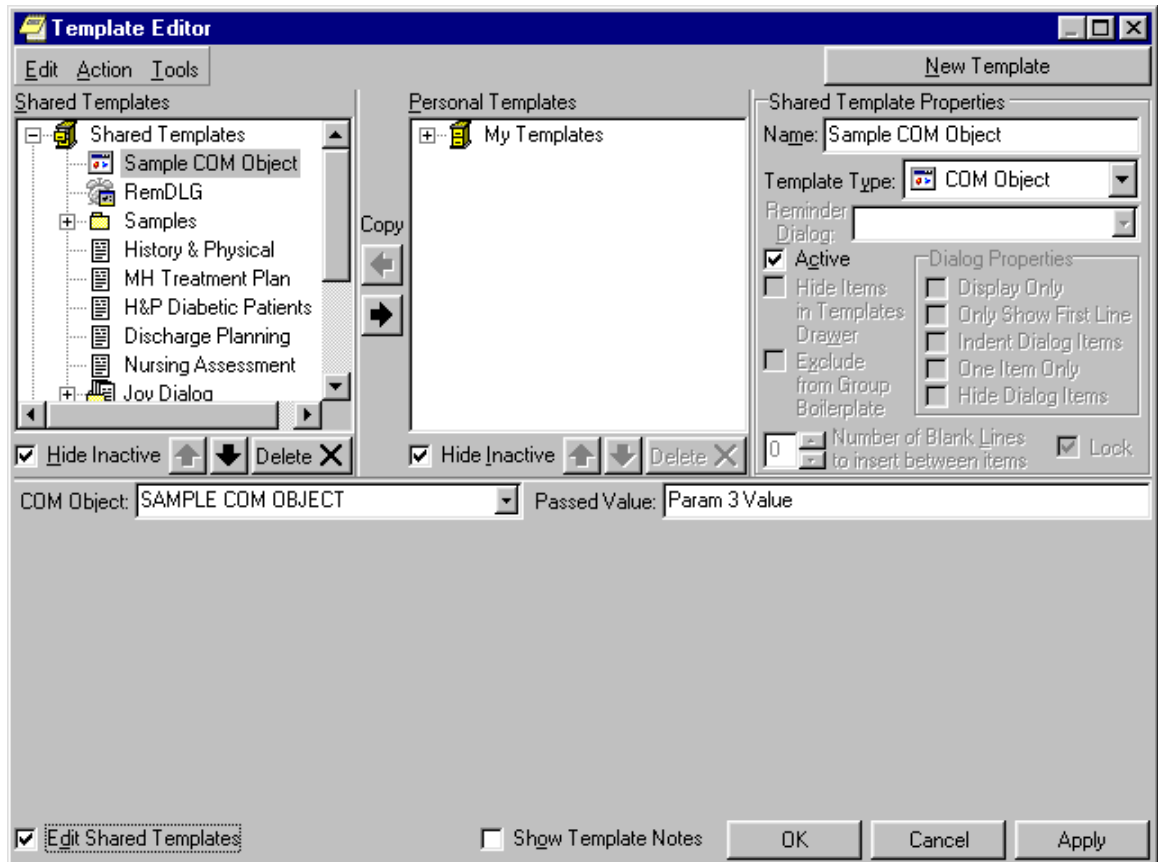 Template Editor
Edit Action Tools
New Template
Shared Templates
Shared Templates
Sample COM Object
RemDLG
Samples
History & Physical
MH Treatment Plan
H&P Diabetic Patients
Discharge Planning
Nursing Assessment
Joy Dialog
Hide Inactive
Delete
Copy
Personal Templates
My Templates
Hide Inactive
Delete
Shared Template Properties
Name: Sample COM Object
Template Type: COM Object
Reminder
Dialog:
Active
Hide Items
in Templates
Drawer
Exclude
from Group
Boilerplate
Dialog Properties
Display Only
Only Show First Line
Indent Dialog Items
One Item Only
Hide Dialog Items
0 Number of Blank Lines
to insert between items
Lock
COM Object: SAMPLE COM OBJECT Passed Value: Param 3 Value
Edit Shared Templates Show Template Notes OK Cancel Apply